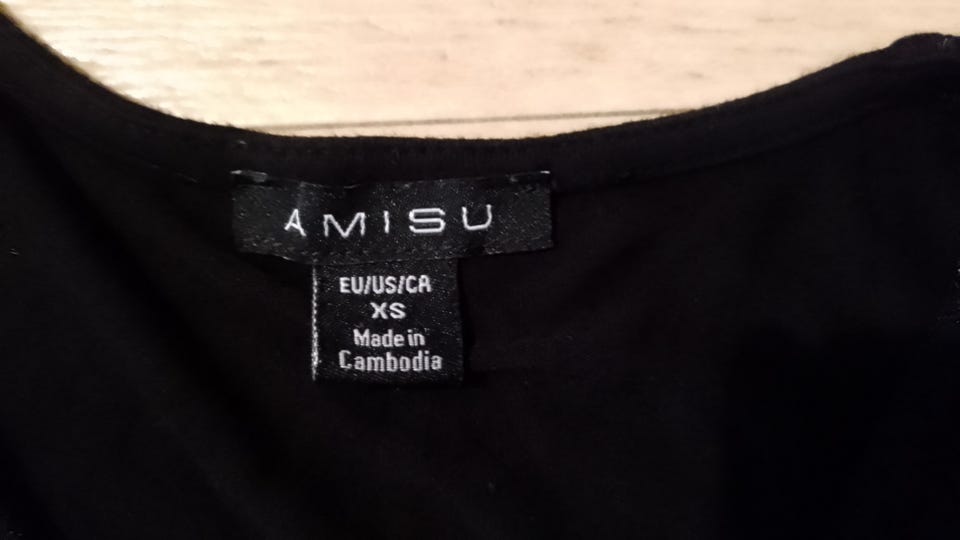 AMISU
EU/US/CA
XS
Made in
Cambodia